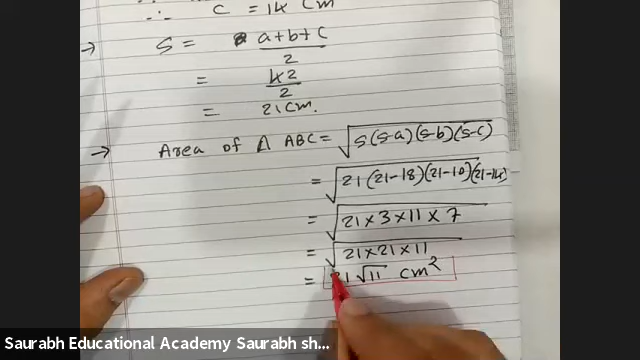 ∴ c = 14 cm
→ S = a+b+c / 2
= 42 / 2
= 21 cm.
→ Area of Δ ABC = √s(s-a)(s-b)(s-c)
= √21(21-18)(21-10)(21-14)
= √21×3×11×7
= √21×21×11
= 21√11 cm²
Saurabh Educational Academy Saurabh sh...